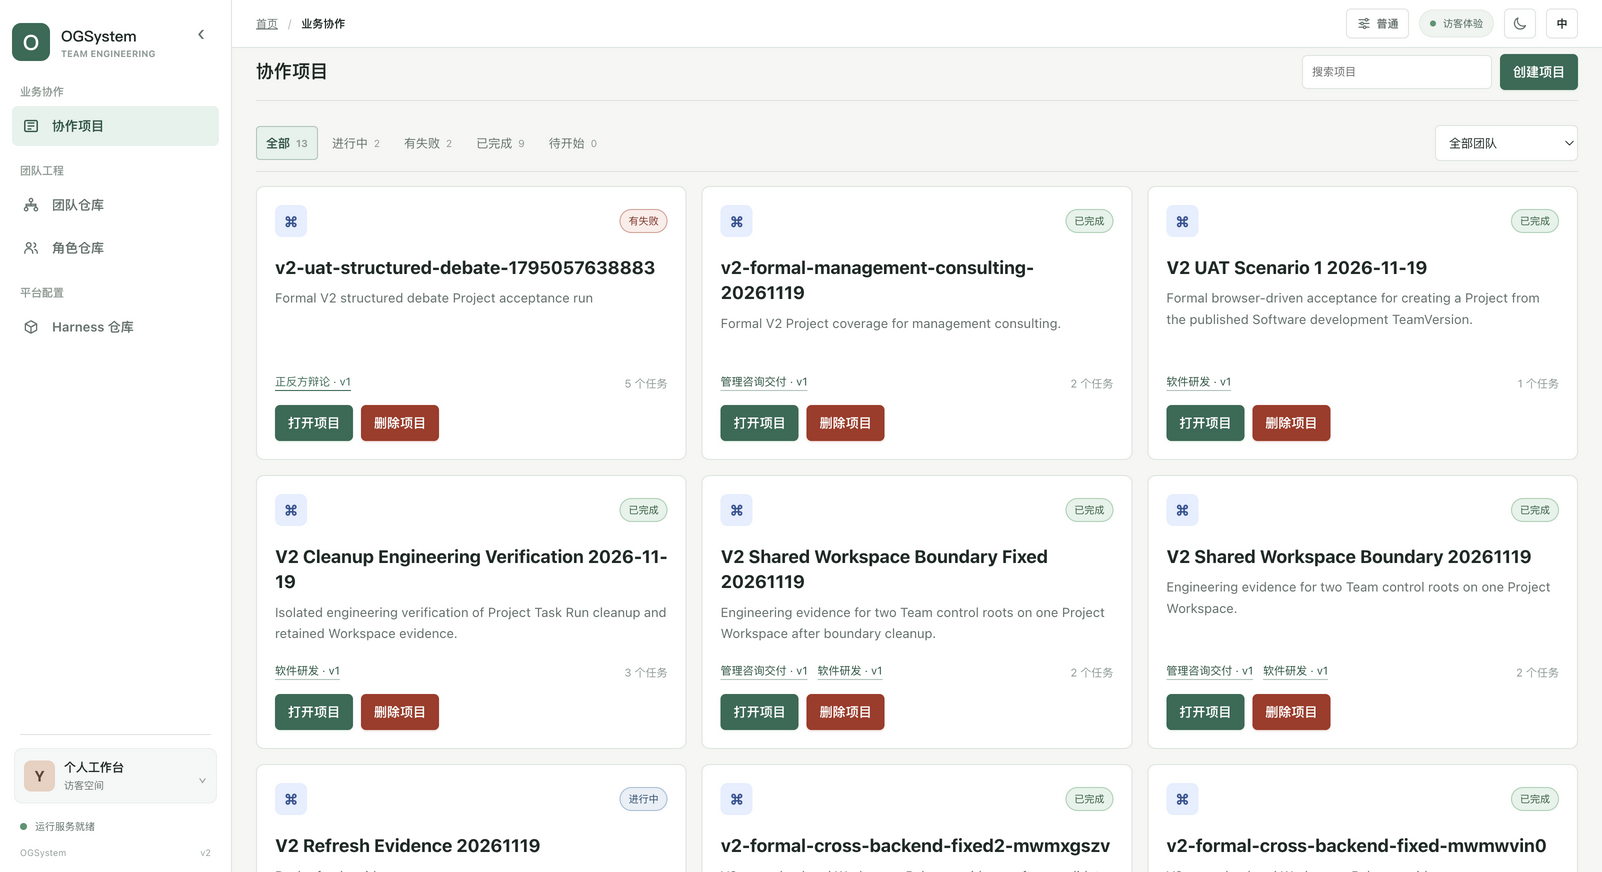 O
OGSystem
TEAM ENGINEERING
业务协作
协作项目
团队工程
团队仓库
角色仓库
平台配置
Harness 仓库
Y
个人工作台
访客空间
运行服务就绪
OGSystem
v2
首页 / 业务协作
普通
访客体验
中
协作项目
搜索项目
创建项目
全部 13
进行中 2
有失败 2
已完成 9
待开始 0
全部团队
⌘
有失败
v2-uat-structured-debate-1795057638883
Formal V2 structured debate Project acceptance run
正反方辩论 · v1
5 个任务
打开项目
删除项目
⌘
已完成
v2-formal-management-consulting-
20261119
Formal V2 Project coverage for management consulting.
管理咨询交付 · v1
2 个任务
打开项目
删除项目
⌘
已完成
V2 UAT Scenario 1 2026-11-19
Formal browser-driven acceptance for creating a Project from
the published Software development TeamVersion.
软件研发 · v1
1 个任务
打开项目
删除项目
⌘
已完成
V2 Cleanup Engineering Verification 2026-11-
19
Isolated engineering verification of Project Task Run cleanup and
retained Workspace evidence.
软件研发 · v1
3 个任务
打开项目
删除项目
⌘
已完成
V2 Shared Workspace Boundary Fixed
20261119
Engineering evidence for two Team control roots on one Project
Workspace after boundary cleanup.
管理咨询交付 · v1
软件研发 · v1
2 个任务
打开项目
删除项目
⌘
已完成
V2 Shared Workspace Boundary 20261119
Engineering evidence for two Team control roots on one Project
Workspace.
管理咨询交付 · v1
软件研发 · v1
2 个任务
打开项目
删除项目
⌘
进行中
V2 Refresh Evidence 20261119
⌘
已完成
v2-formal-cross-backend-fixed2-mwmxgszv
⌘
已完成
v2-formal-cross-backend-fixed-mwmwvin0